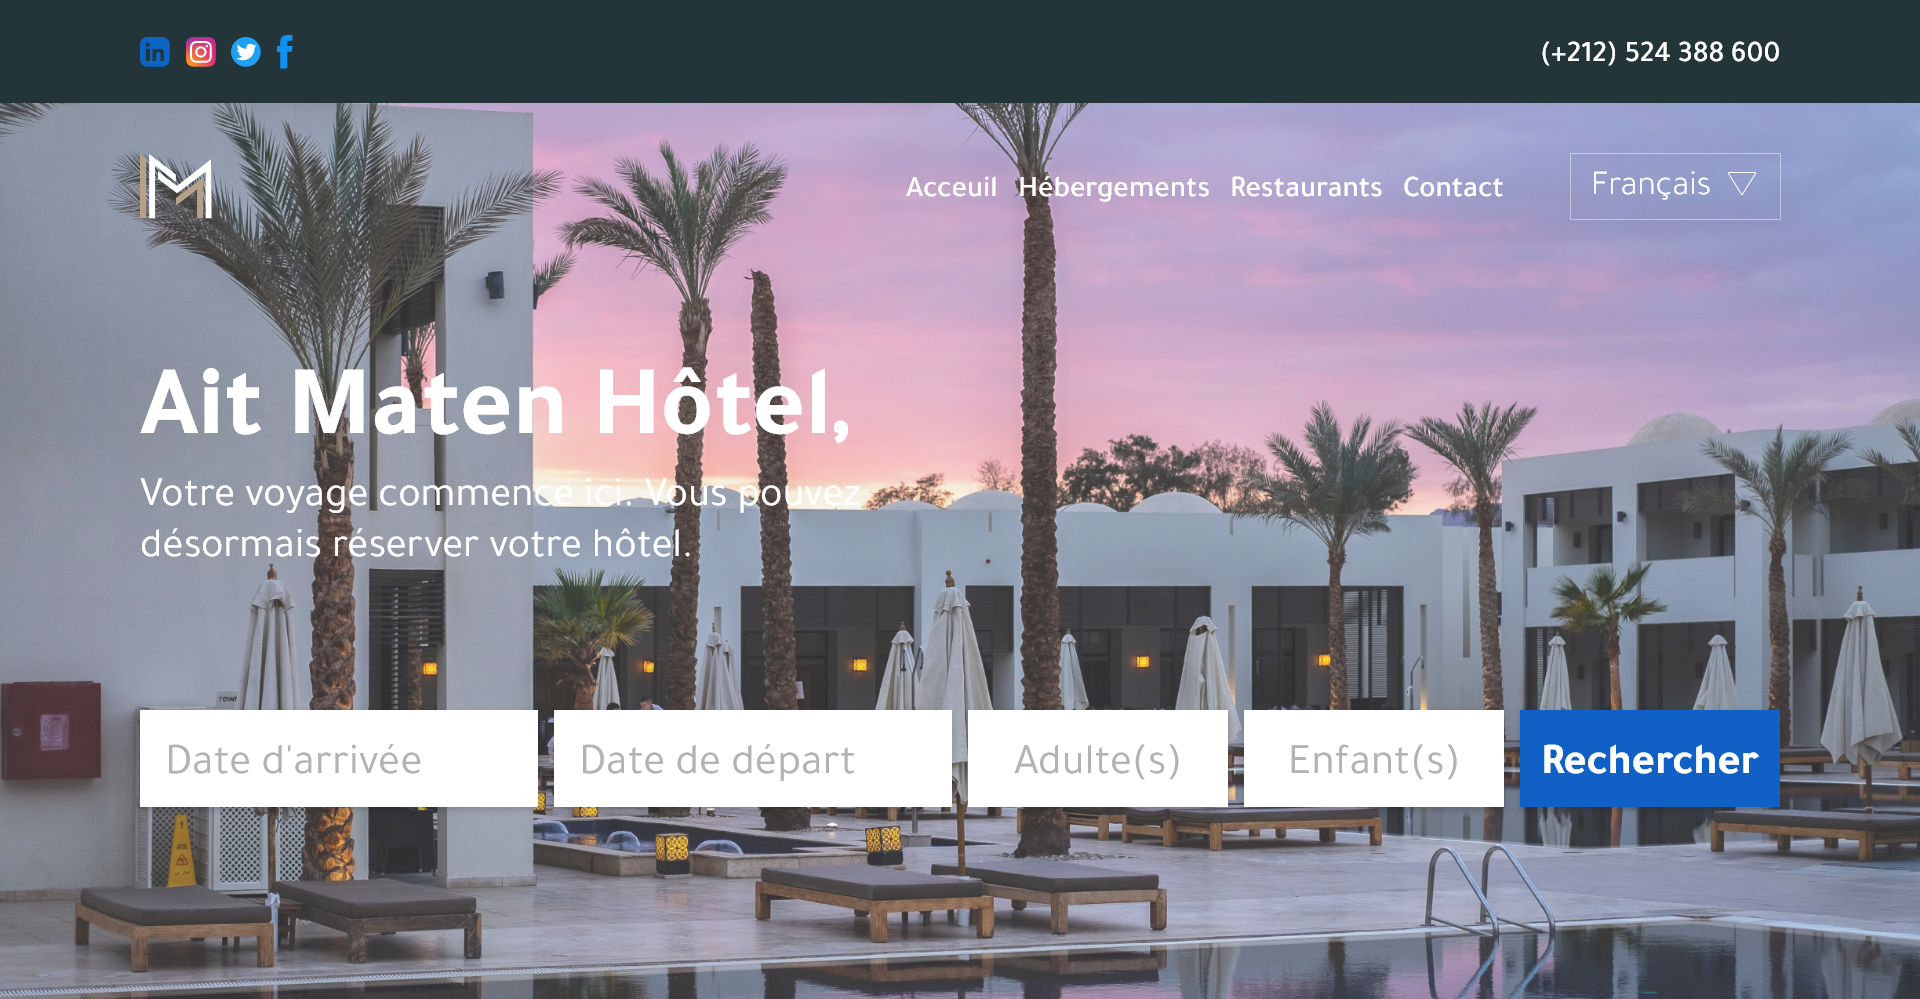 (+212) 524 388 600
Acceuil Hébergements Restaurants Contact
Français
Ait Maten Hôtel,
Votre voyage commence ici. Vous pouvez
désormais réserver votre hôtel.
Date d'arrivée
Date de départ
Adulte(s)
Enfant(s)
Rechercher